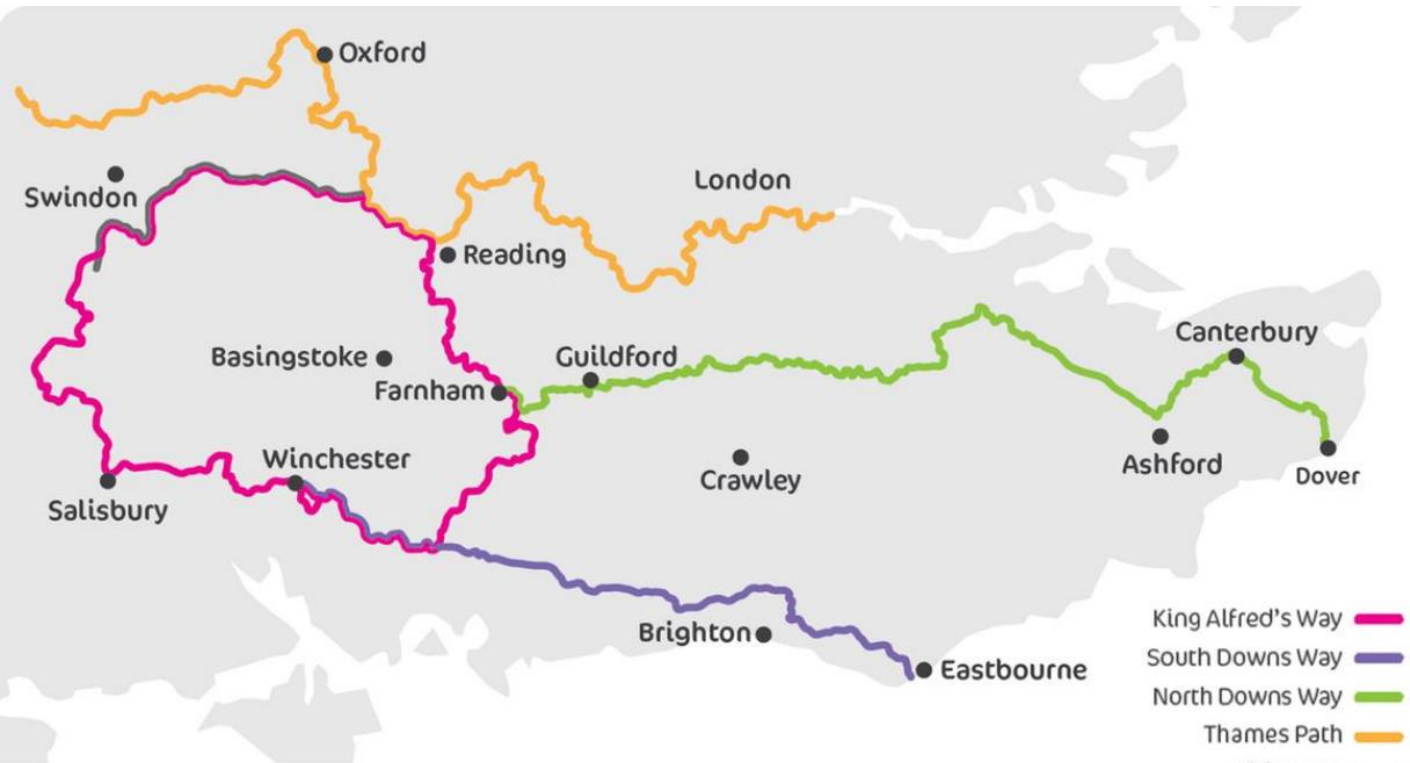 Oxford
Swindon
London
Reading
Basingstoke
Guildford
Canterbury
Farnham
Winchester
Crawley
Ashford
Dover
Salisbury
Brighton
Eastbourne
King Alfred's Way
South Downs Way
North Downs Way
Thames Path